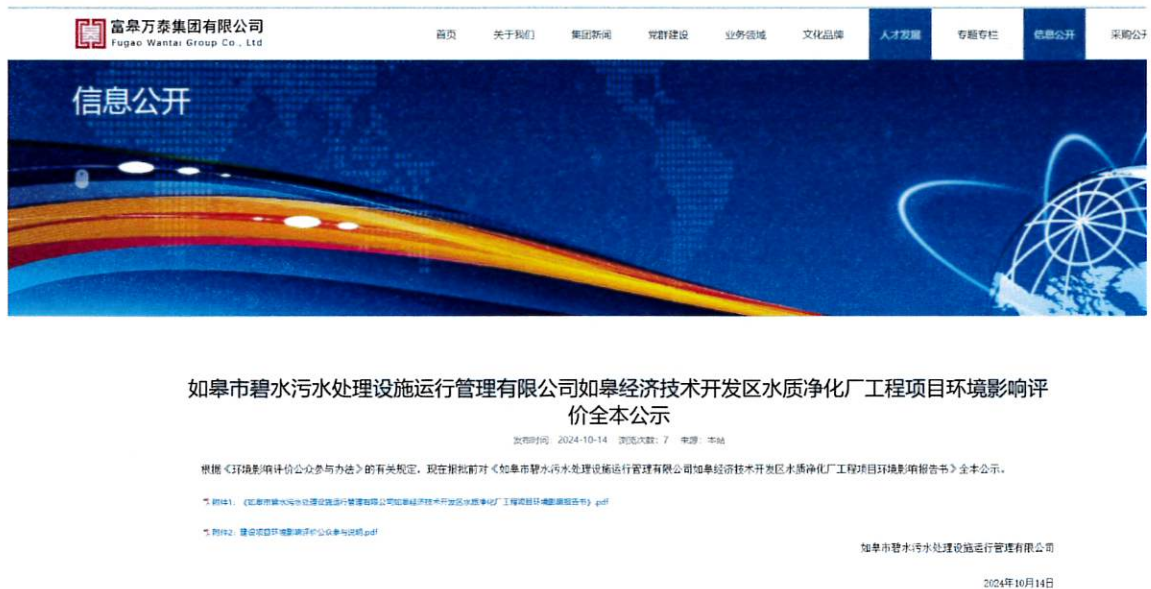 富皋万泰集团有限公司
Fugao Wantai Group Co., Ltd
首页 关于我们 集团新闻 党群建设 业务领域 文化品牌 人才发展 专题专栏 信息公开 采购公开
信息公开
如皋市碧水污水处理设施运行管理有限公司如皋经济技术开发区水质净化厂工程项目环境影响评
价全本公示
发布时间: 2024-10-14 浏览次数: 7 来源: 本站
根据《环境影响评价公众参与办法》的有关规定，现在报批前对《如皋市碧水污水处理设施运行管理有限公司如皋经济技术开发区水质净化厂工程项目环境影响报告书》全本公示。
附件1：《如皋市碧水污水处理设施运行管理有限公司如皋经济技术开发区水质净化厂工程项目环境影响报告书》.pdf
附件2：建设项目环境影响评价公众参与说明.pdf
如皋市碧水污水处理设施运行管理有限公司
2024年10月14日